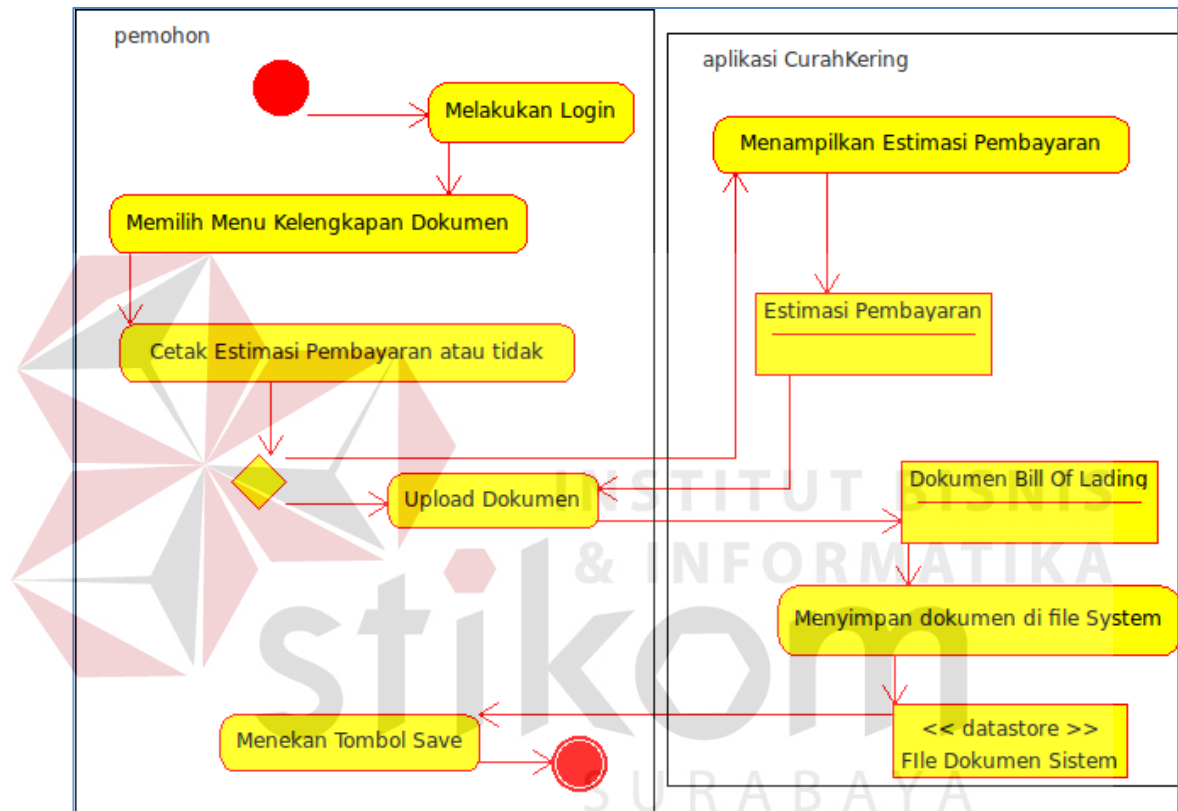 pemohon
aplikasi CurahKering
Melakukan Login
Menampilkan Estimasi Pembayaran
Memilih Menu Kelengkapan Dokumen
Estimasi Pembayaran
Cetak Estimasi Pembayaran atau tidak
Upload Dokumen
Dokumen Bill Of Lading
INSTITUT BISNIS
& INFORMATIKA
stikom
SURABAYA
Menyimpan dokumen di file System
<< datastore >>
FIle Dokumen Sistem
Menekan Tombol Save